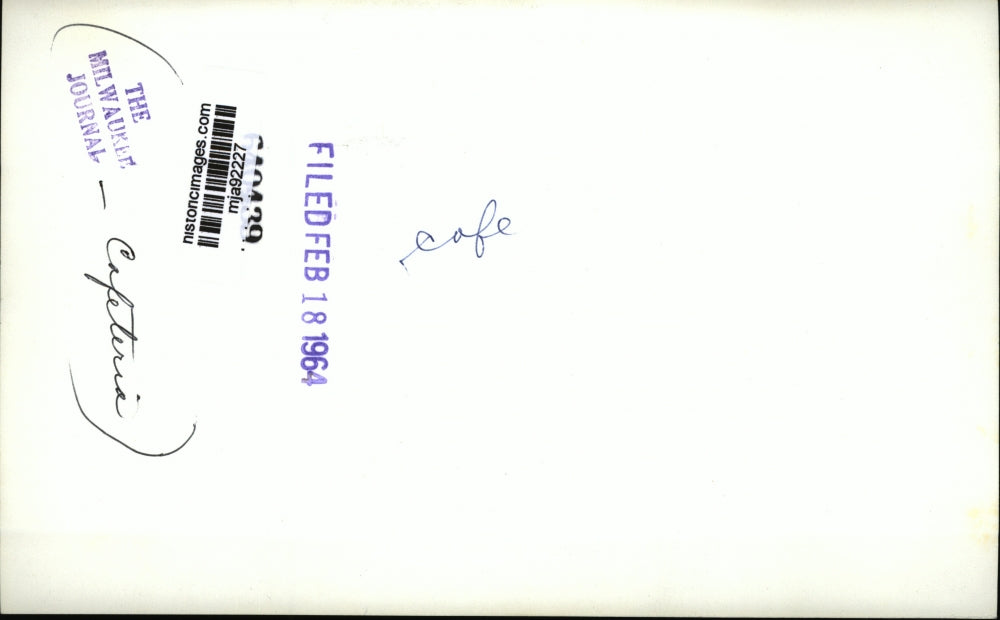 THE
MILWAUKEE
JOURNAL
— Cafeteria
historicimages.com
mja92227
FILED FEB 18 1964
cafe